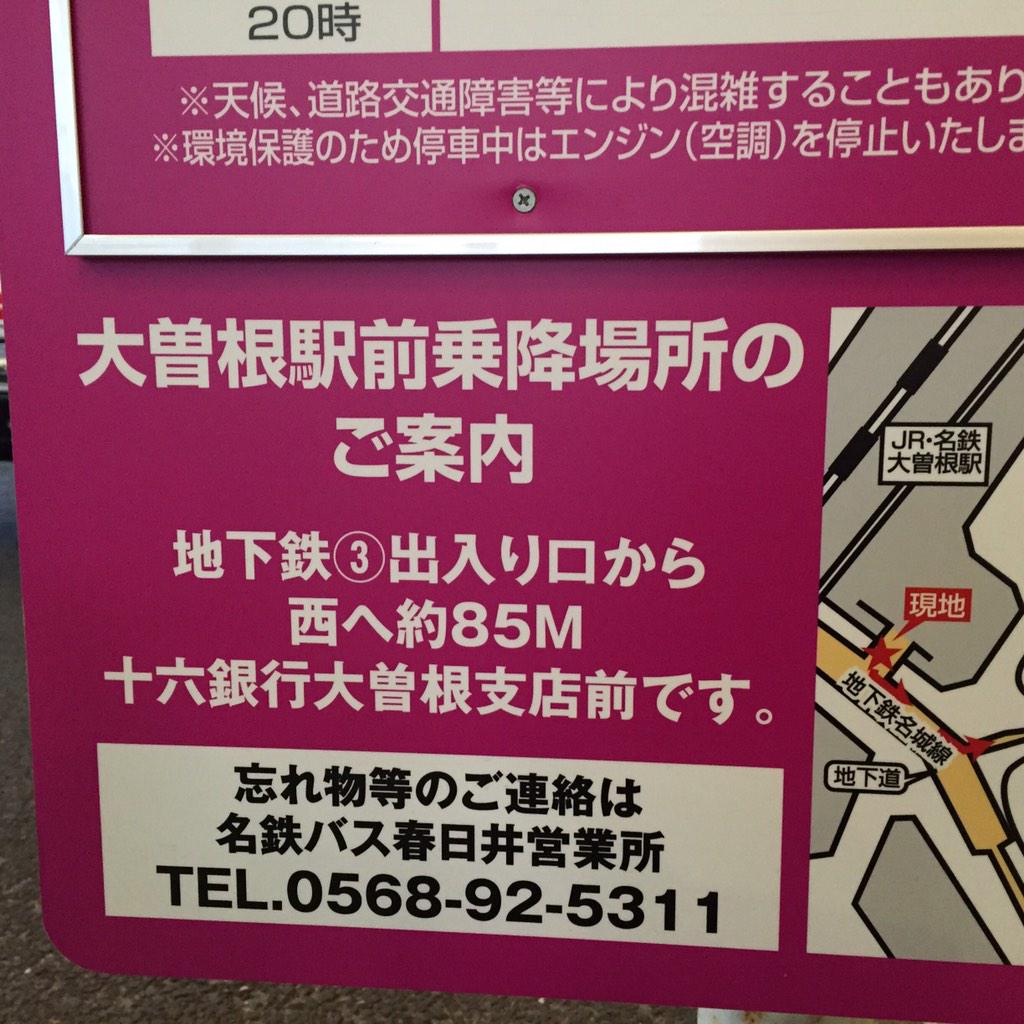 20時
※天候、道路交通障害等により混雑することもあり
※環境保護のため停車中はエンジン(空調)を停止いたしま
大曽根駅前乗降場所の
ご案内
地下鉄③出入り口から
西へ約85M
十六銀行大曽根支店前です。
忘れ物等のご連絡は
名鉄バス春日井営業所
TEL.0568-92-5311
JR・名鉄
大曽根駅
現地
地下鉄名城線
地下道